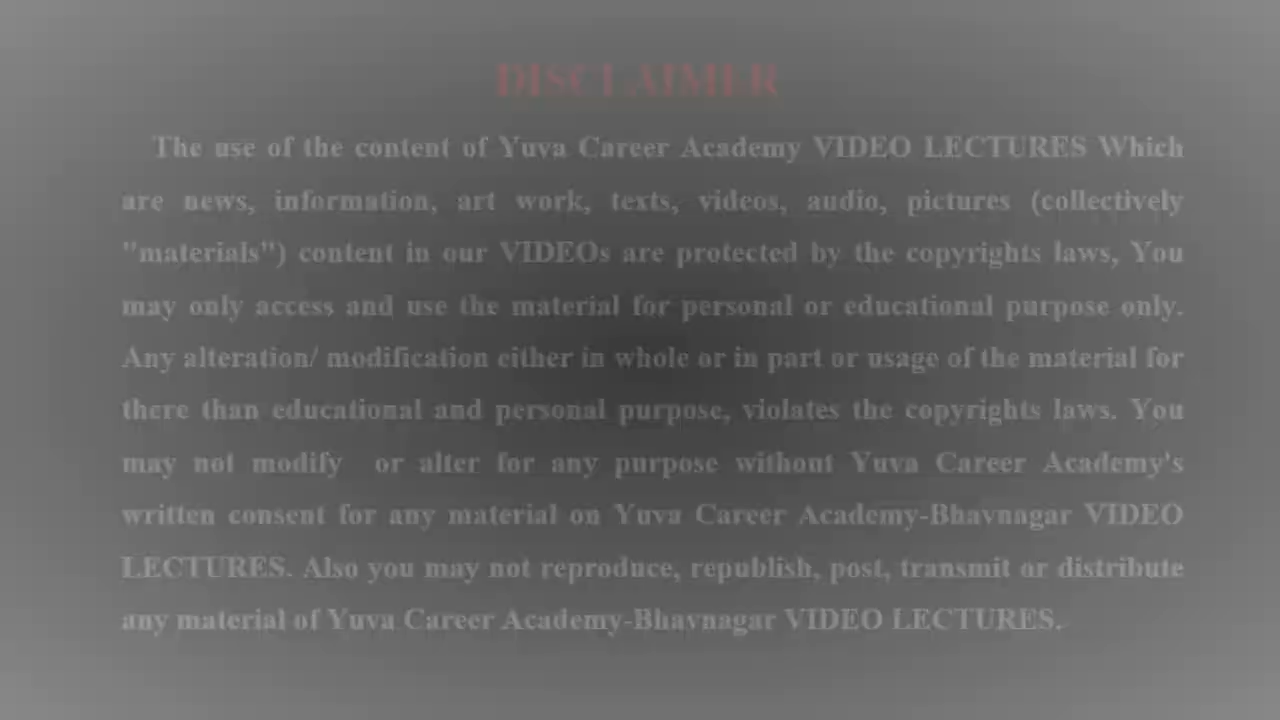 DISCLAIMER
The use of the content of Yuva Career Academy VIDEO LECTURES Which
are news, information, art work, texts, videos, audio, pictures (collectively
"materials") content in our VIDEOs are protected by the copyrights laws, You
may only access and use the material for personal or educational purpose only.
Any alteration/ modification either in whole or in part or usage of the material for
there than educational and personal purpose, violates the copyrights laws. You
may not modify or alter for any purpose without Yuva Career Academy's
written consent for any material on Yuva Career Academy-Bhavnagar VIDEO
LECTURES. Also you may not reproduce, republish, post, transmit or distribute
any material of Yuva Career Academy-Bhavnagar VIDEO LECTURES.